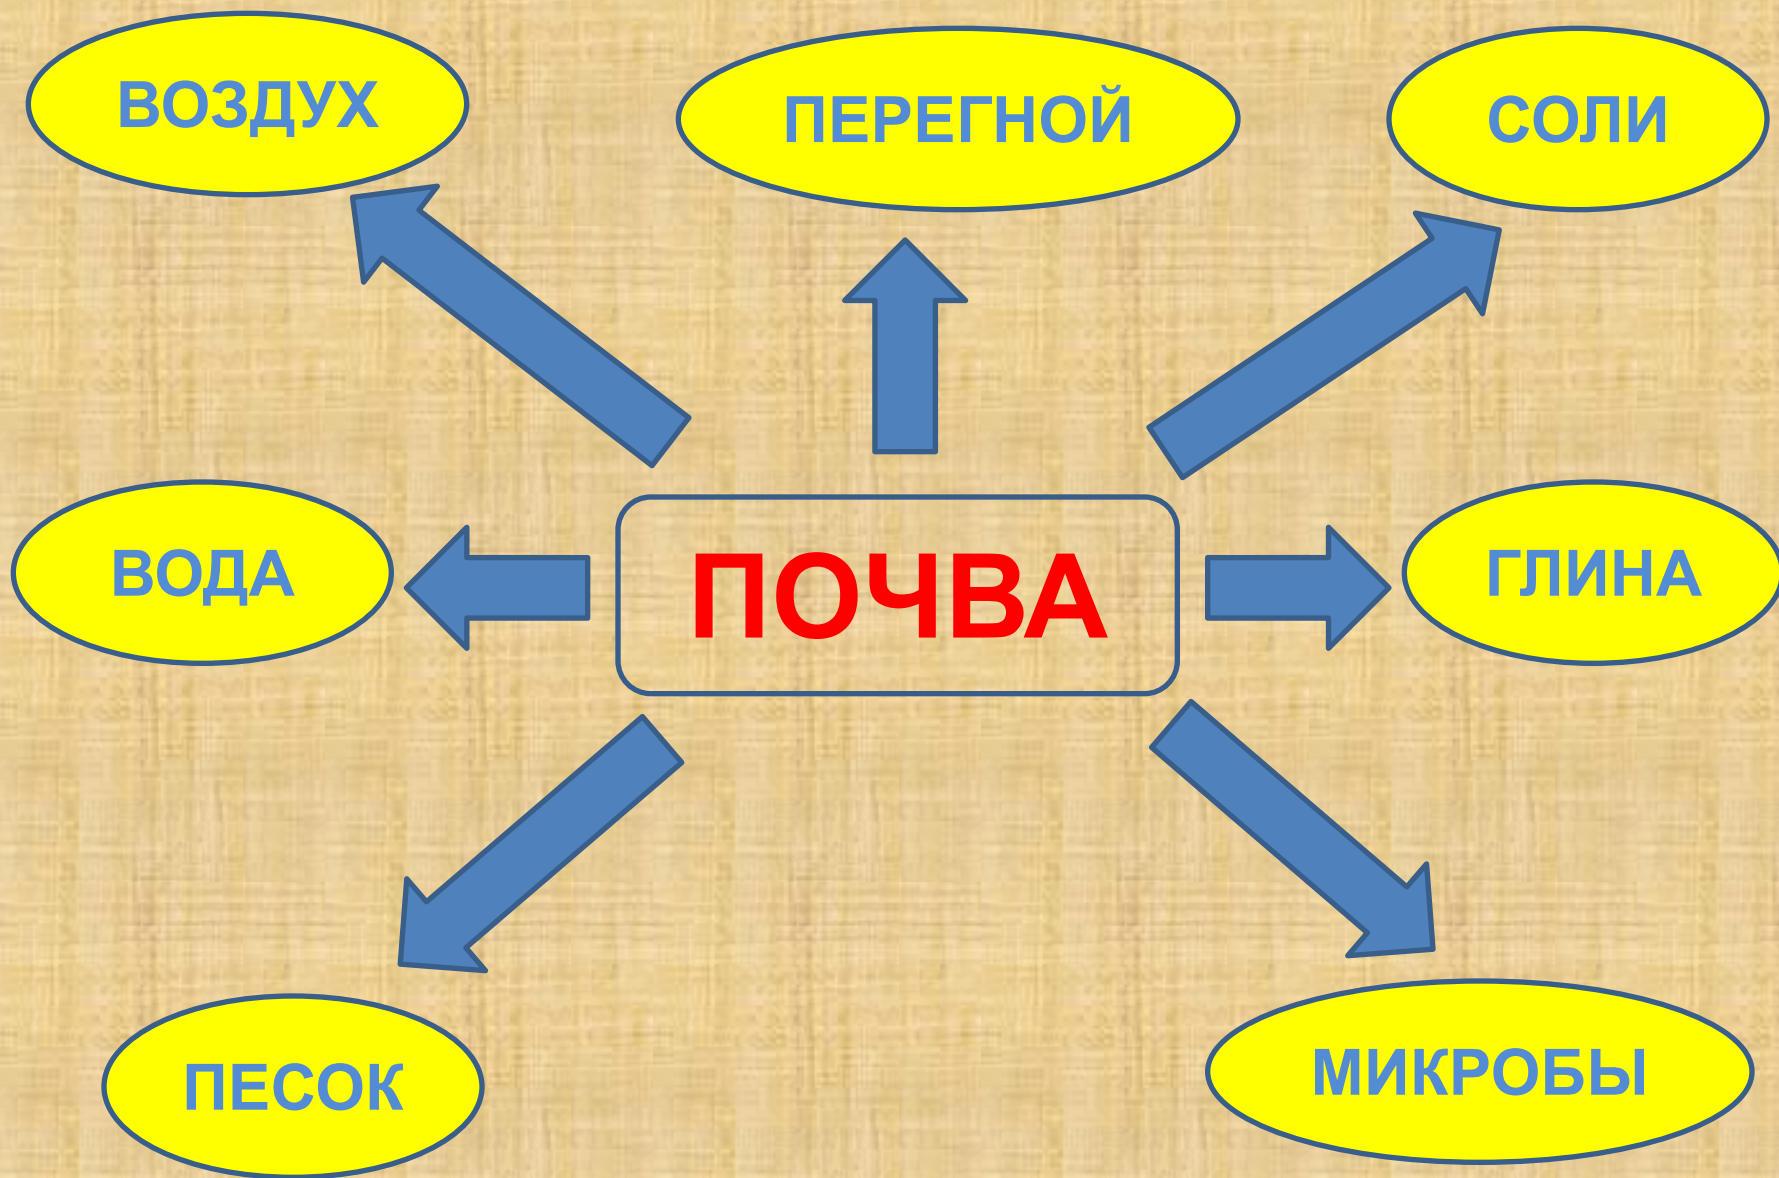 ВОЗДУХ
ПЕРЕГНОЙ
СОЛИ
ВОДА
ПОЧВА
ГЛИНА
ПЕСОК
МИКРОБЫ